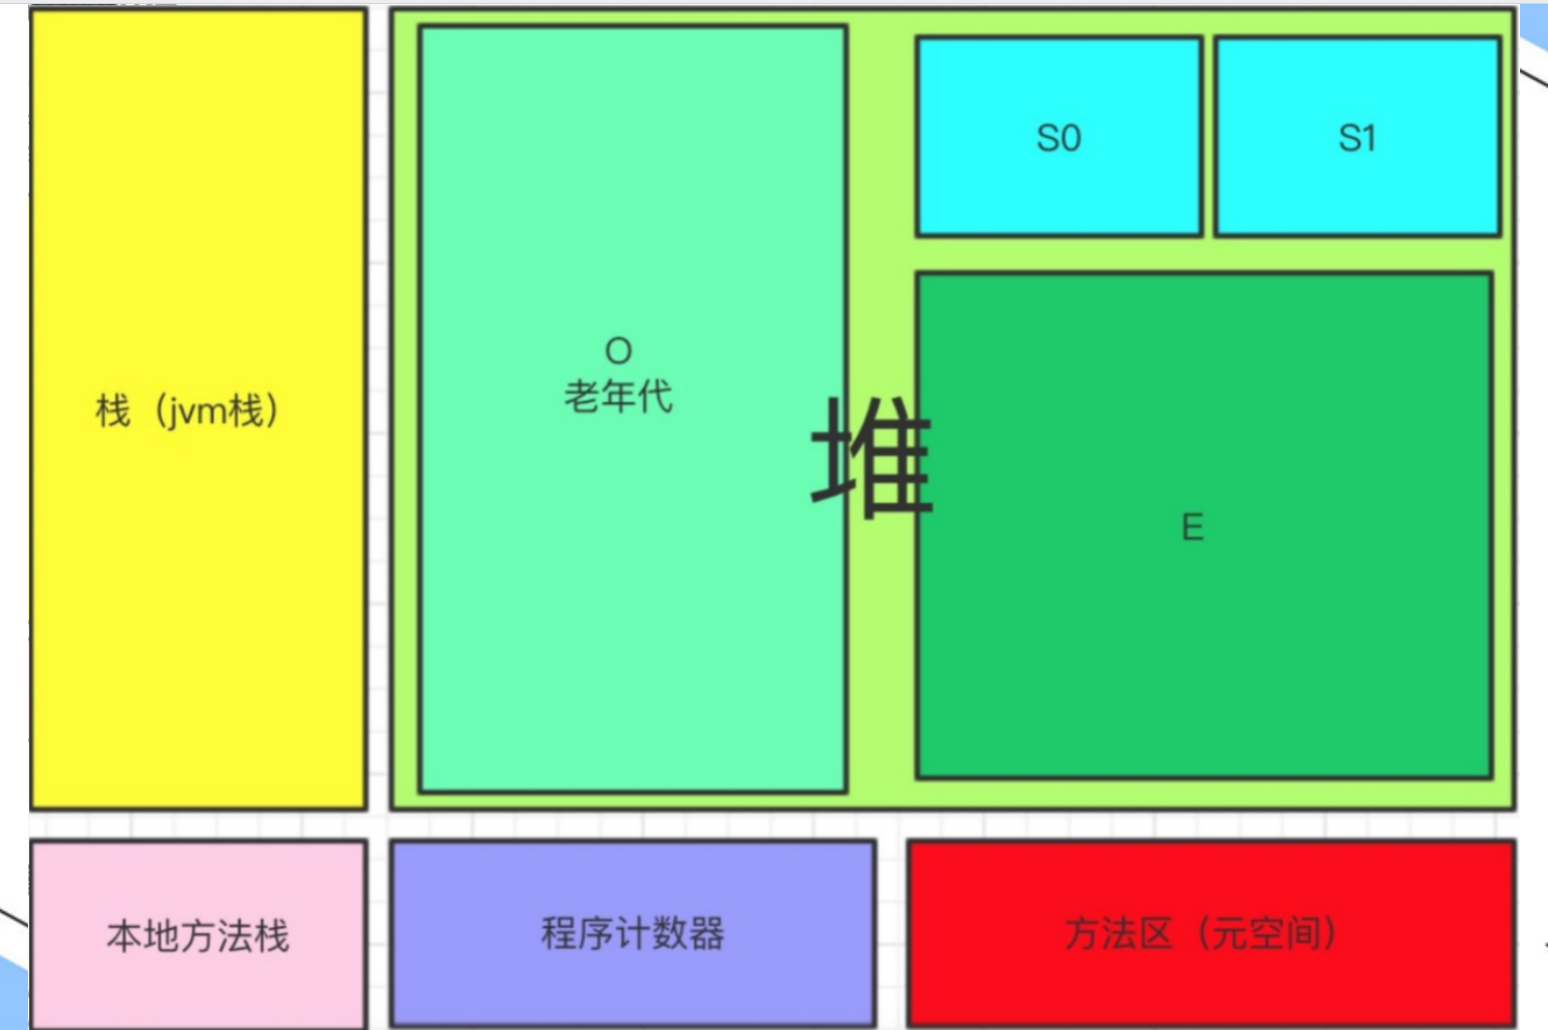 S0
S1
O
老年代
栈（jvm栈）
堆
E
本地方法栈
程序计数器
方法区（元空间）